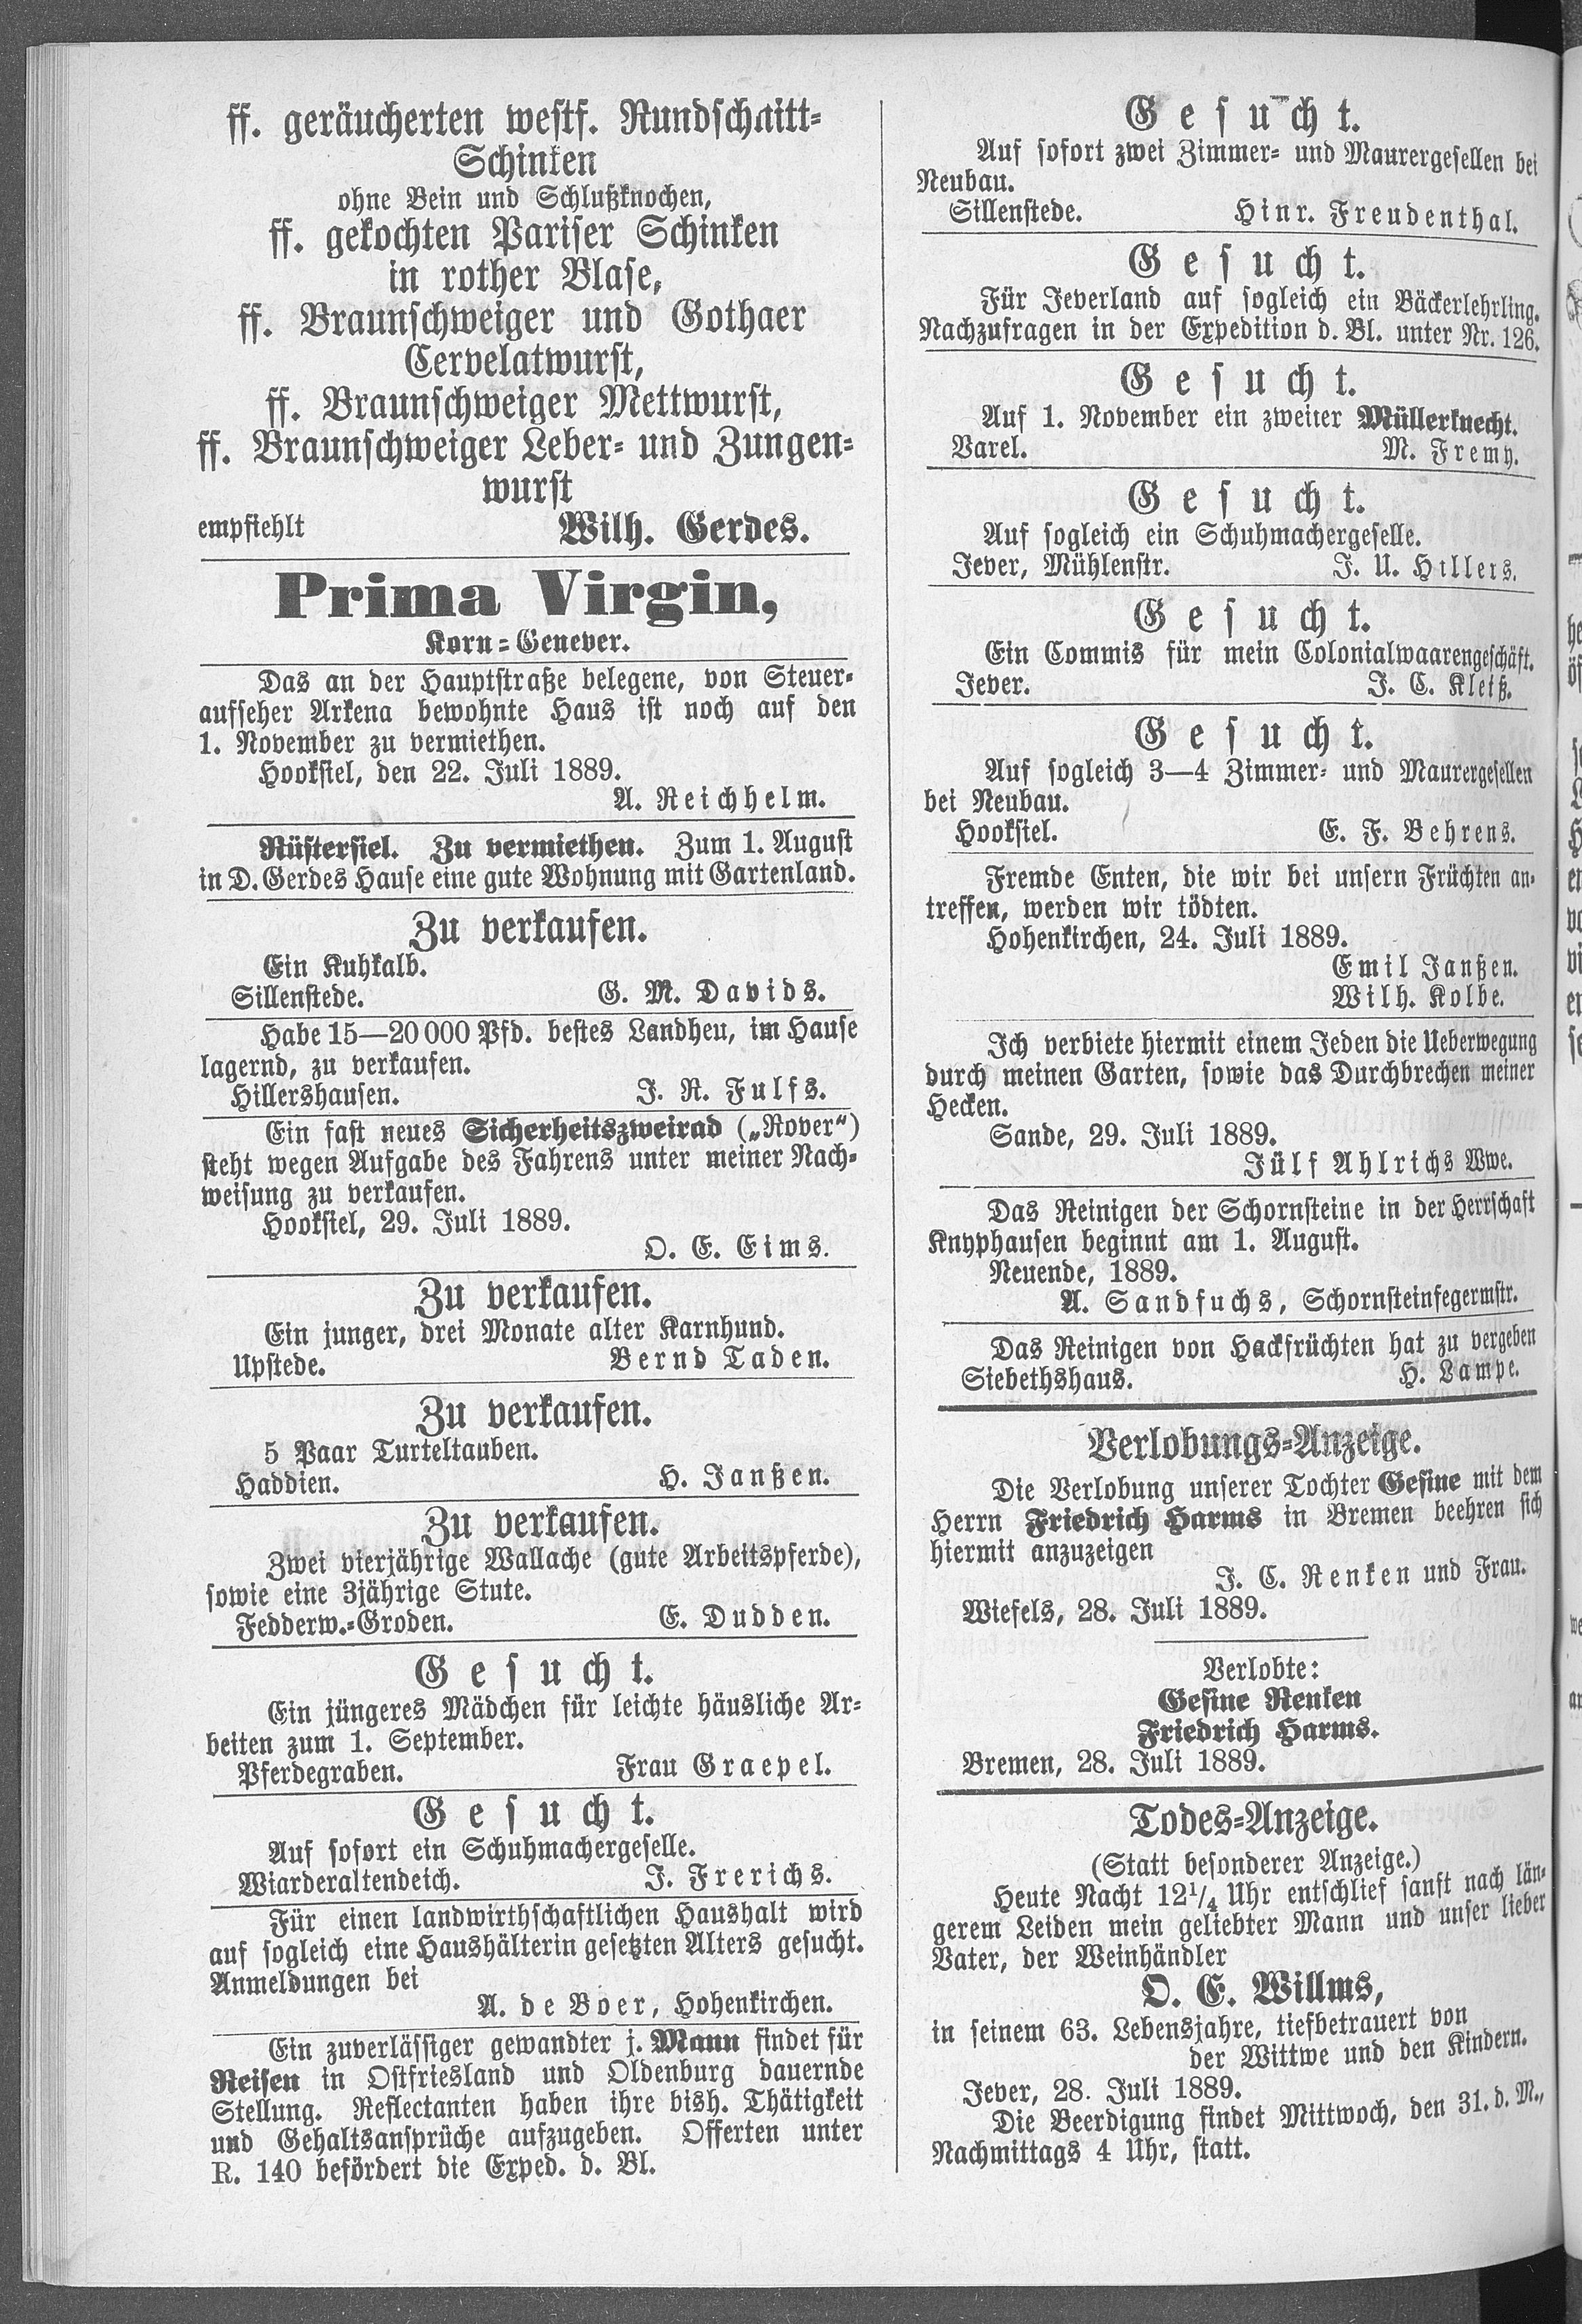 ff. geräucherten westf. Rundschnitt-
Schinken
ohne Bein und Schlußknochen,
ff. gekochten Pariser Schinken
in rother Blase,
ff. Braunschweiger und Gothaer
Cervelatwurst,
ff. Braunschweiger Mettwurst,
ff. Braunschweiger Leber- und Zungen-
wurst
empfiehlt Wilh. Gerdes.
Prima Virgin,
Korn-Genever.
Das an der Hauptstraße belegene, von Steuer-
aufseher Arkena bewohnte Haus ist noch auf den
1. November zu vermiethen.
Hooksiel, den 22. Juli 1889.
A. Reichhelm.
Rüstersiel. Zu vermiethen. Zum 1. August
in D. Gerdes Hause eine gute Wohnung mit Gartenland.
Zu verkaufen.
Ein Kuhkalb.
Sillenstede. G. M. Davids.
Habe 15—20 000 Pfd. bestes Landheu, im Hause
lagernd, zu verkaufen.
Hillershausen. J. R. Fulfs.
Ein fast neues Sicherheitszweirad („Rover“)
steht wegen Aufgabe des Fahrens unter meiner Nach-
weisung zu verkaufen.
Hooksiel, 29. Juli 1889.
O. E. Eims.
Zu verkaufen.
Ein junger, drei Monate alter Karnhund.
Upstede. Bernd Taden.
Zu verkaufen.
5 Paar Turteltauben.
Haddien. H. Janßen.
Zu verkaufen.
Zwei vierjährige Wallache (gute Arbeitspferde),
sowie eine 3jährige Stute.
Fedderw.-Groden. E. Dudden.
Gesucht.
Ein jüngeres Mädchen für leichte häusliche Ar-
beiten zum 1. September.
Pferdegraben. Frau Graepel.
Gesucht.
Auf sofort ein Schuhmachergeselle.
Wiarderaltendeich. J. Frerichs.
Für einen landwirthschaftlichen Haushalt wird
auf sogleich eine Haushälterin gesetzten Alters gesucht.
Anmeldungen bei
A. de Boer, Hohenkirchen.
Ein zuverlässiger gewandter j. Mann findet für
Reisen in Ostfriesland und Oldenburg dauernde
Stellung. Reflectanten haben ihre bish. Thätigkeit
und Gehaltsansprüche aufzugeben. Offerten unter
R. 140 befördert die Exped. d. Bl.
Gesucht.
Auf sofort zwei Zimmer- und Maurergesellen bei
Neubau.
Sillenstede. Hinr. Freudenthal.
Gesucht.
Für Jeverland auf sogleich ein Bäckerlehrling.
Nachzufragen in der Expedition d. Bl. unter Nr. 126.
Gesucht.
Auf 1. November ein zweiter Müllerknecht.
Varel. M. Fremy.
Gesucht.
Auf sogleich ein Schuhmachergeselle.
Jever, Mühlenstr. J. U. Hillers.
Gesucht.
Ein Commis für mein Colonialwaarengeschäft.
Jever. J. C. Kleiß.
Gesucht.
Auf sogleich 3—4 Zimmer- und Maurergesellen
bei Neubau.
Hooksiel. E. F. Behrens.
Fremde Enten, die wir bei unsern Früchten an-
treffen, werden wir tödten.
Hohenkirchen, 24. Juli 1889.
Emil Janßen.
Wilh. Kolbe.
Ich verbiete hiermit einem Jeden die Ueberwegung
durch meinen Garten, sowie das Durchbrechen meiner
Hecken.
Sande, 29. Juli 1889.
Jülf Ahlrichs Wwe.
Das Reinigen der Schornsteine in der Herrschaft
Knyphausen beginnt am 1. August.
Neuende, 1889.
A. Sandfuchs, Schornsteinfegermstr.
Das Reinigen von Hackfrüchten hat zu vergeben
Siebethshaus. H. Lampe.
Verlobungs-Anzeige.
Die Verlobung unserer Tochter Gesine mit dem
Herrn Friedrich Harms in Bremen beehren sich
hiermit anzuzeigen
J. C. Renken und Frau.
Wiefels, 28. Juli 1889.
Verlobte:
Gesine Renken
Friedrich Harms.
Bremen, 28. Juli 1889.
Todes-Anzeige.
(Statt besonderer Anzeige.)
Heute Nacht 12¼ Uhr entschlief sanft nach län-
gerem Leiden mein geliebter Mann und unser lieber
Vater, der Weinhändler
O. E. Willms,
in seinem 63. Lebensjahre, tiefbetrauert von
der Wittwe und den Kindern.
Jever, 28. Juli 1889.
Die Beerdigung findet Mittwoch, den 31. d. M.,
Nachmittags 4 Uhr, statt.